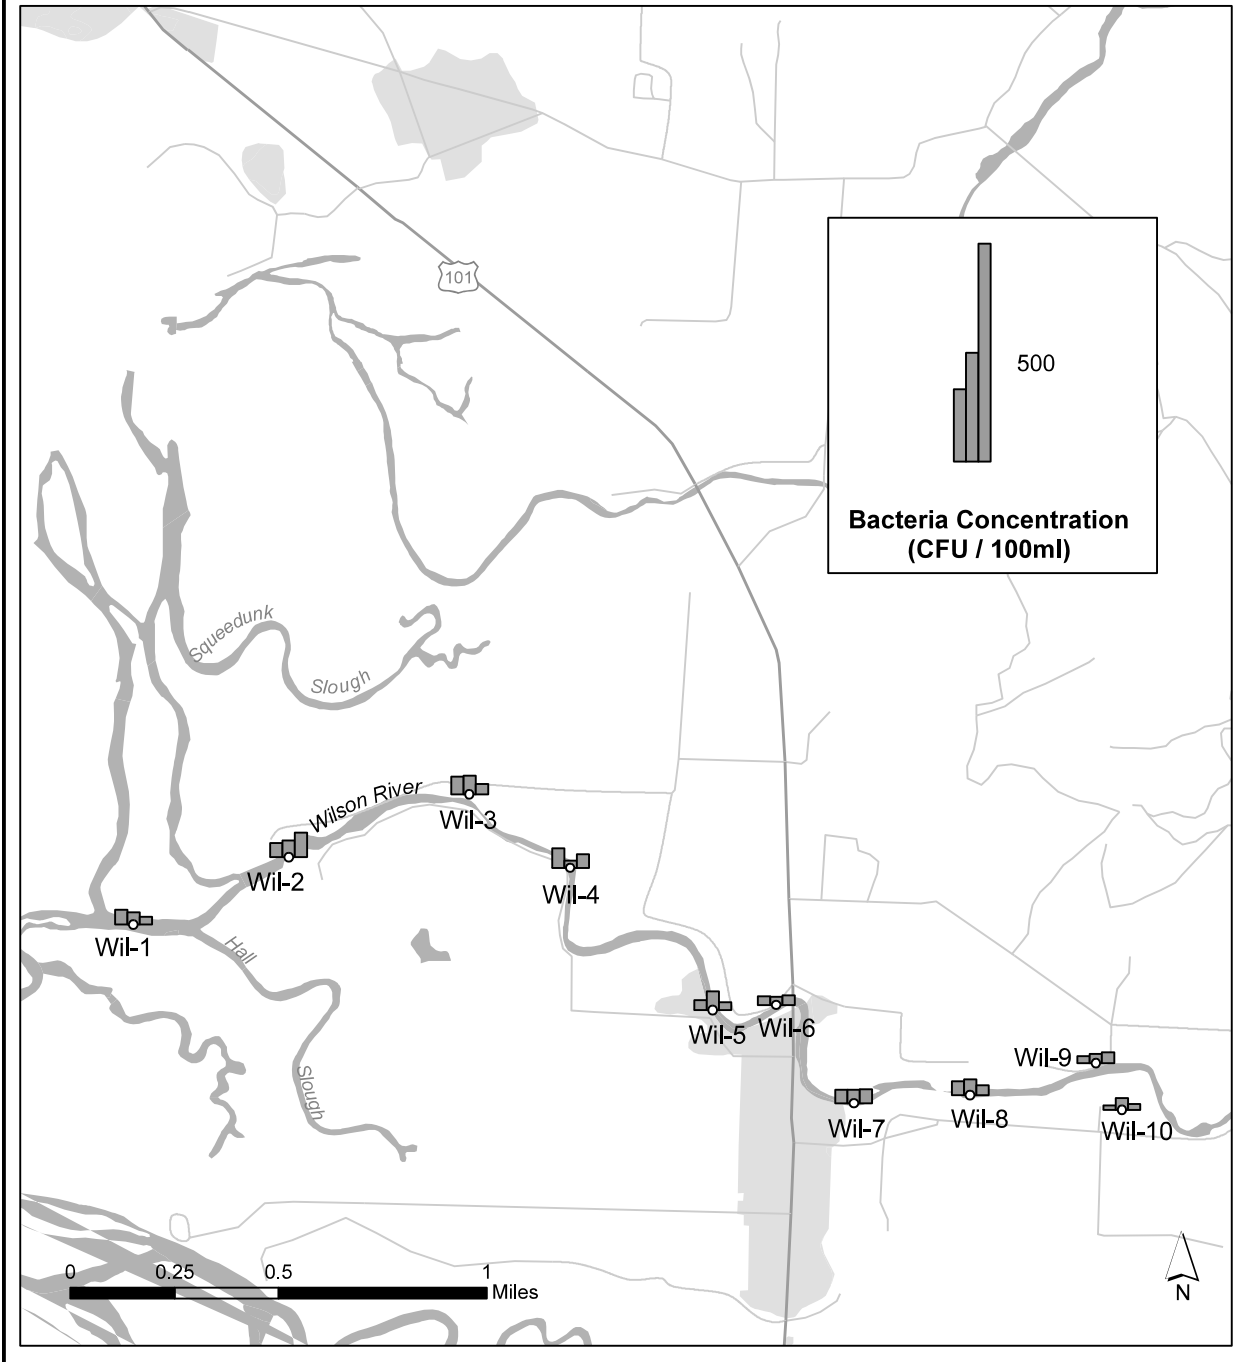 101
500
Bacteria Concentration
(CFU / 100ml)
Squeedunk
Slough
Wilson River
Wil-3
Wil-2
Wil-4
Wil-1
Hall
Slough
Wil-5
Wil-6
Wil-9
Wil-7
Wil-8
Wil-10
0 0.25 0.5 1
Miles
N